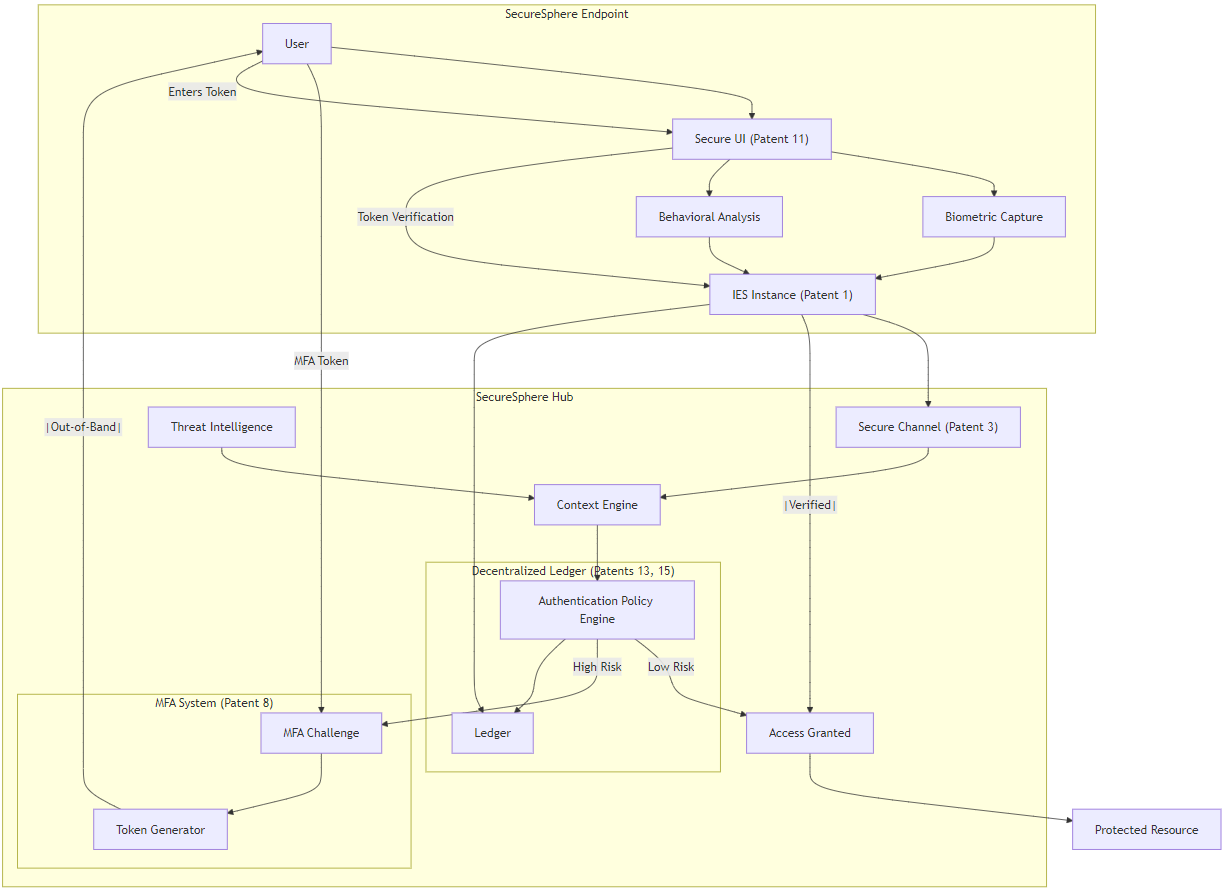 SecureSphere Endpoint
User
Enters Token
Secure UI (Patent 11)
Token Verification
Behavioral Analysis
Biometric Capture
IES Instance (Patent 1)
MFA Token
SecureSphere Hub
|Out-of-Band|
Threat Intelligence
Secure Channel (Patent 3)
Context Engine
|Verified|
Decentralized Ledger (Patents 13, 15)
Authentication Policy
Engine
High Risk
Low Risk
MFA System (Patent 8)
MFA Challenge
Ledger
Access Granted
Token Generator
Protected Resource